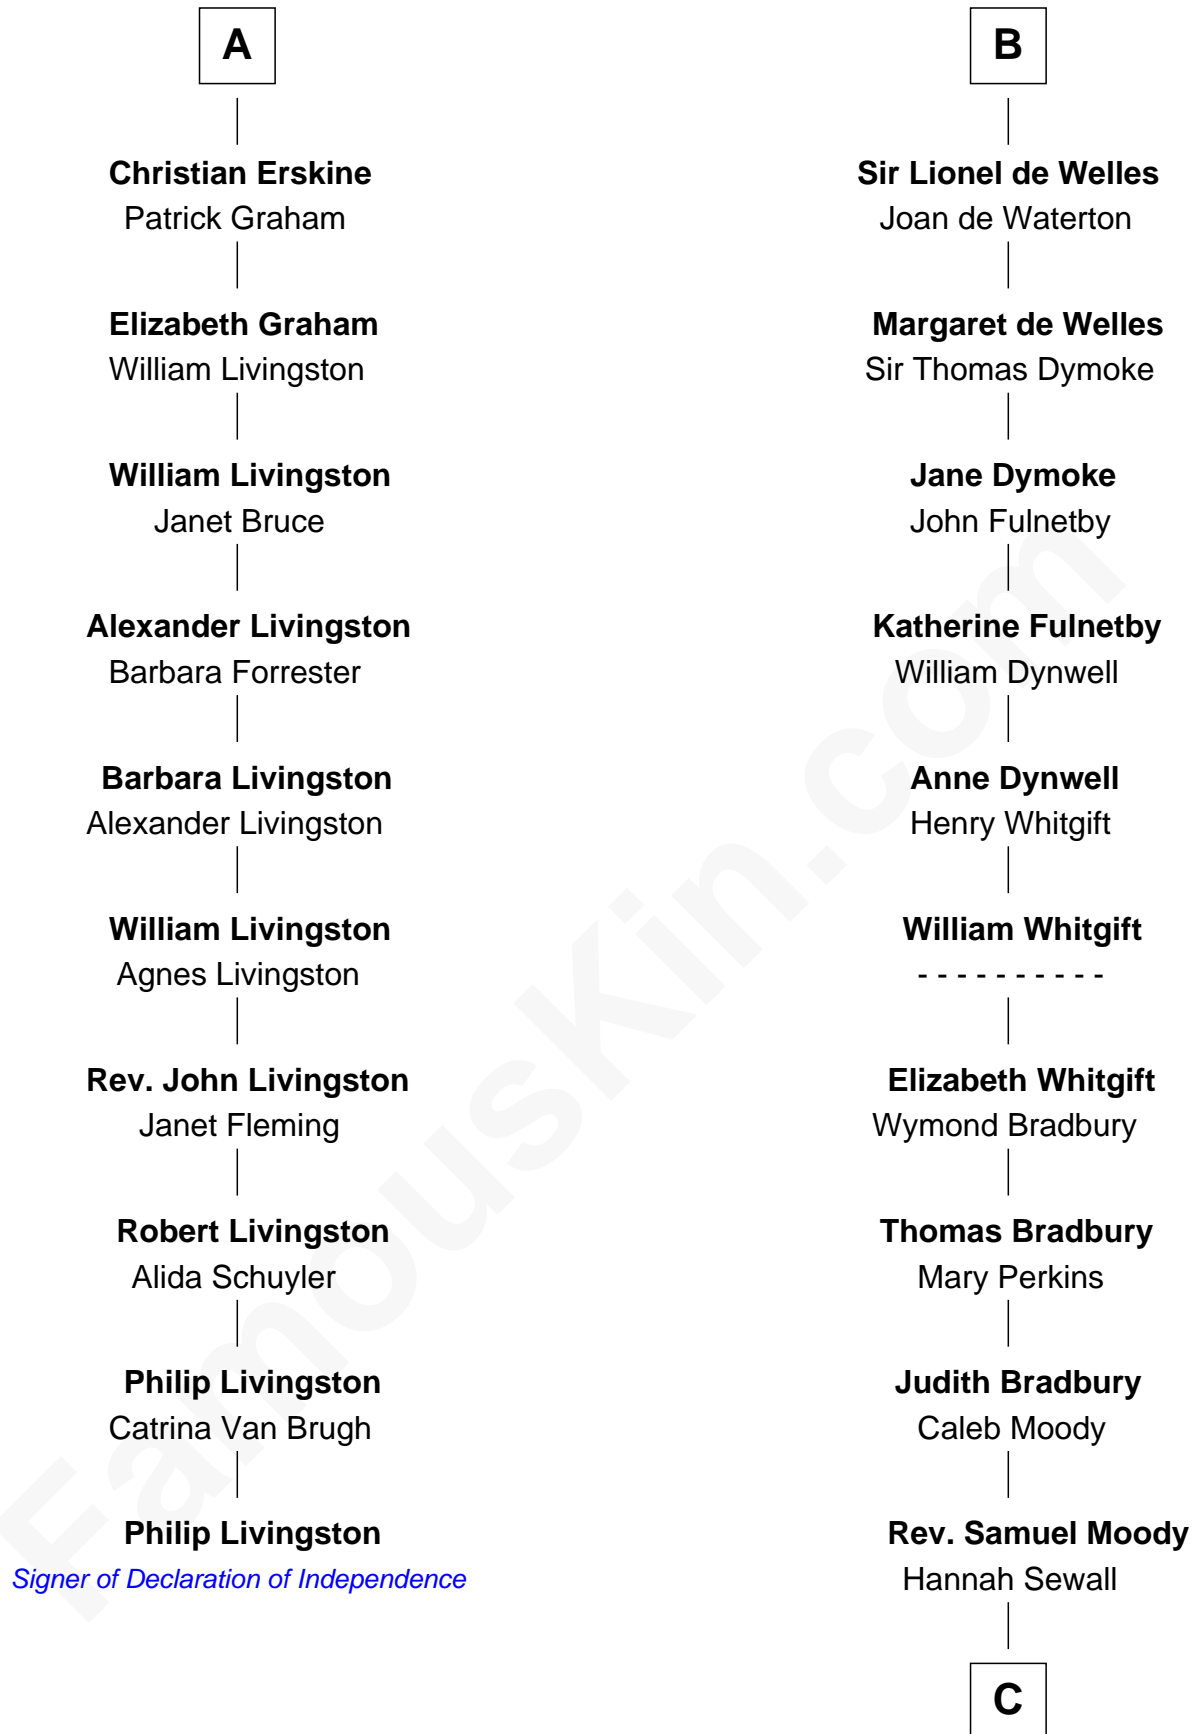 A
Christian Erskine
Patrick Graham
Elizabeth Graham
William Livingston
William Livingston
Janet Bruce
Alexander Livingston
Barbara Forrester
Barbara Livingston
Alexander Livingston
William Livingston
Agnes Livingston
Rev. John Livingston
Janet Fleming
Robert Livingston
Alida Schuyler
Philip Livingston
Catrina Van Brugh
Philip Livingston
Signer of Declaration of Independence
B
Sir Lionel de Welles
Joan de Waterton
Margaret de Welles
Sir Thomas Dymoke
Jane Dymoke
John Fulnetby
Katherine Fulnetby
William Dynwell
Anne Dynwell
Henry Whitgift
William Whitgift
- - - - - - - - - -
Elizabeth Whitgift
Wymond Bradbury
Thomas Bradbury
Mary Perkins
Judith Bradbury
Caleb Moody
Rev. Samuel Moody
Hannah Sewall
C
FamousKin.com